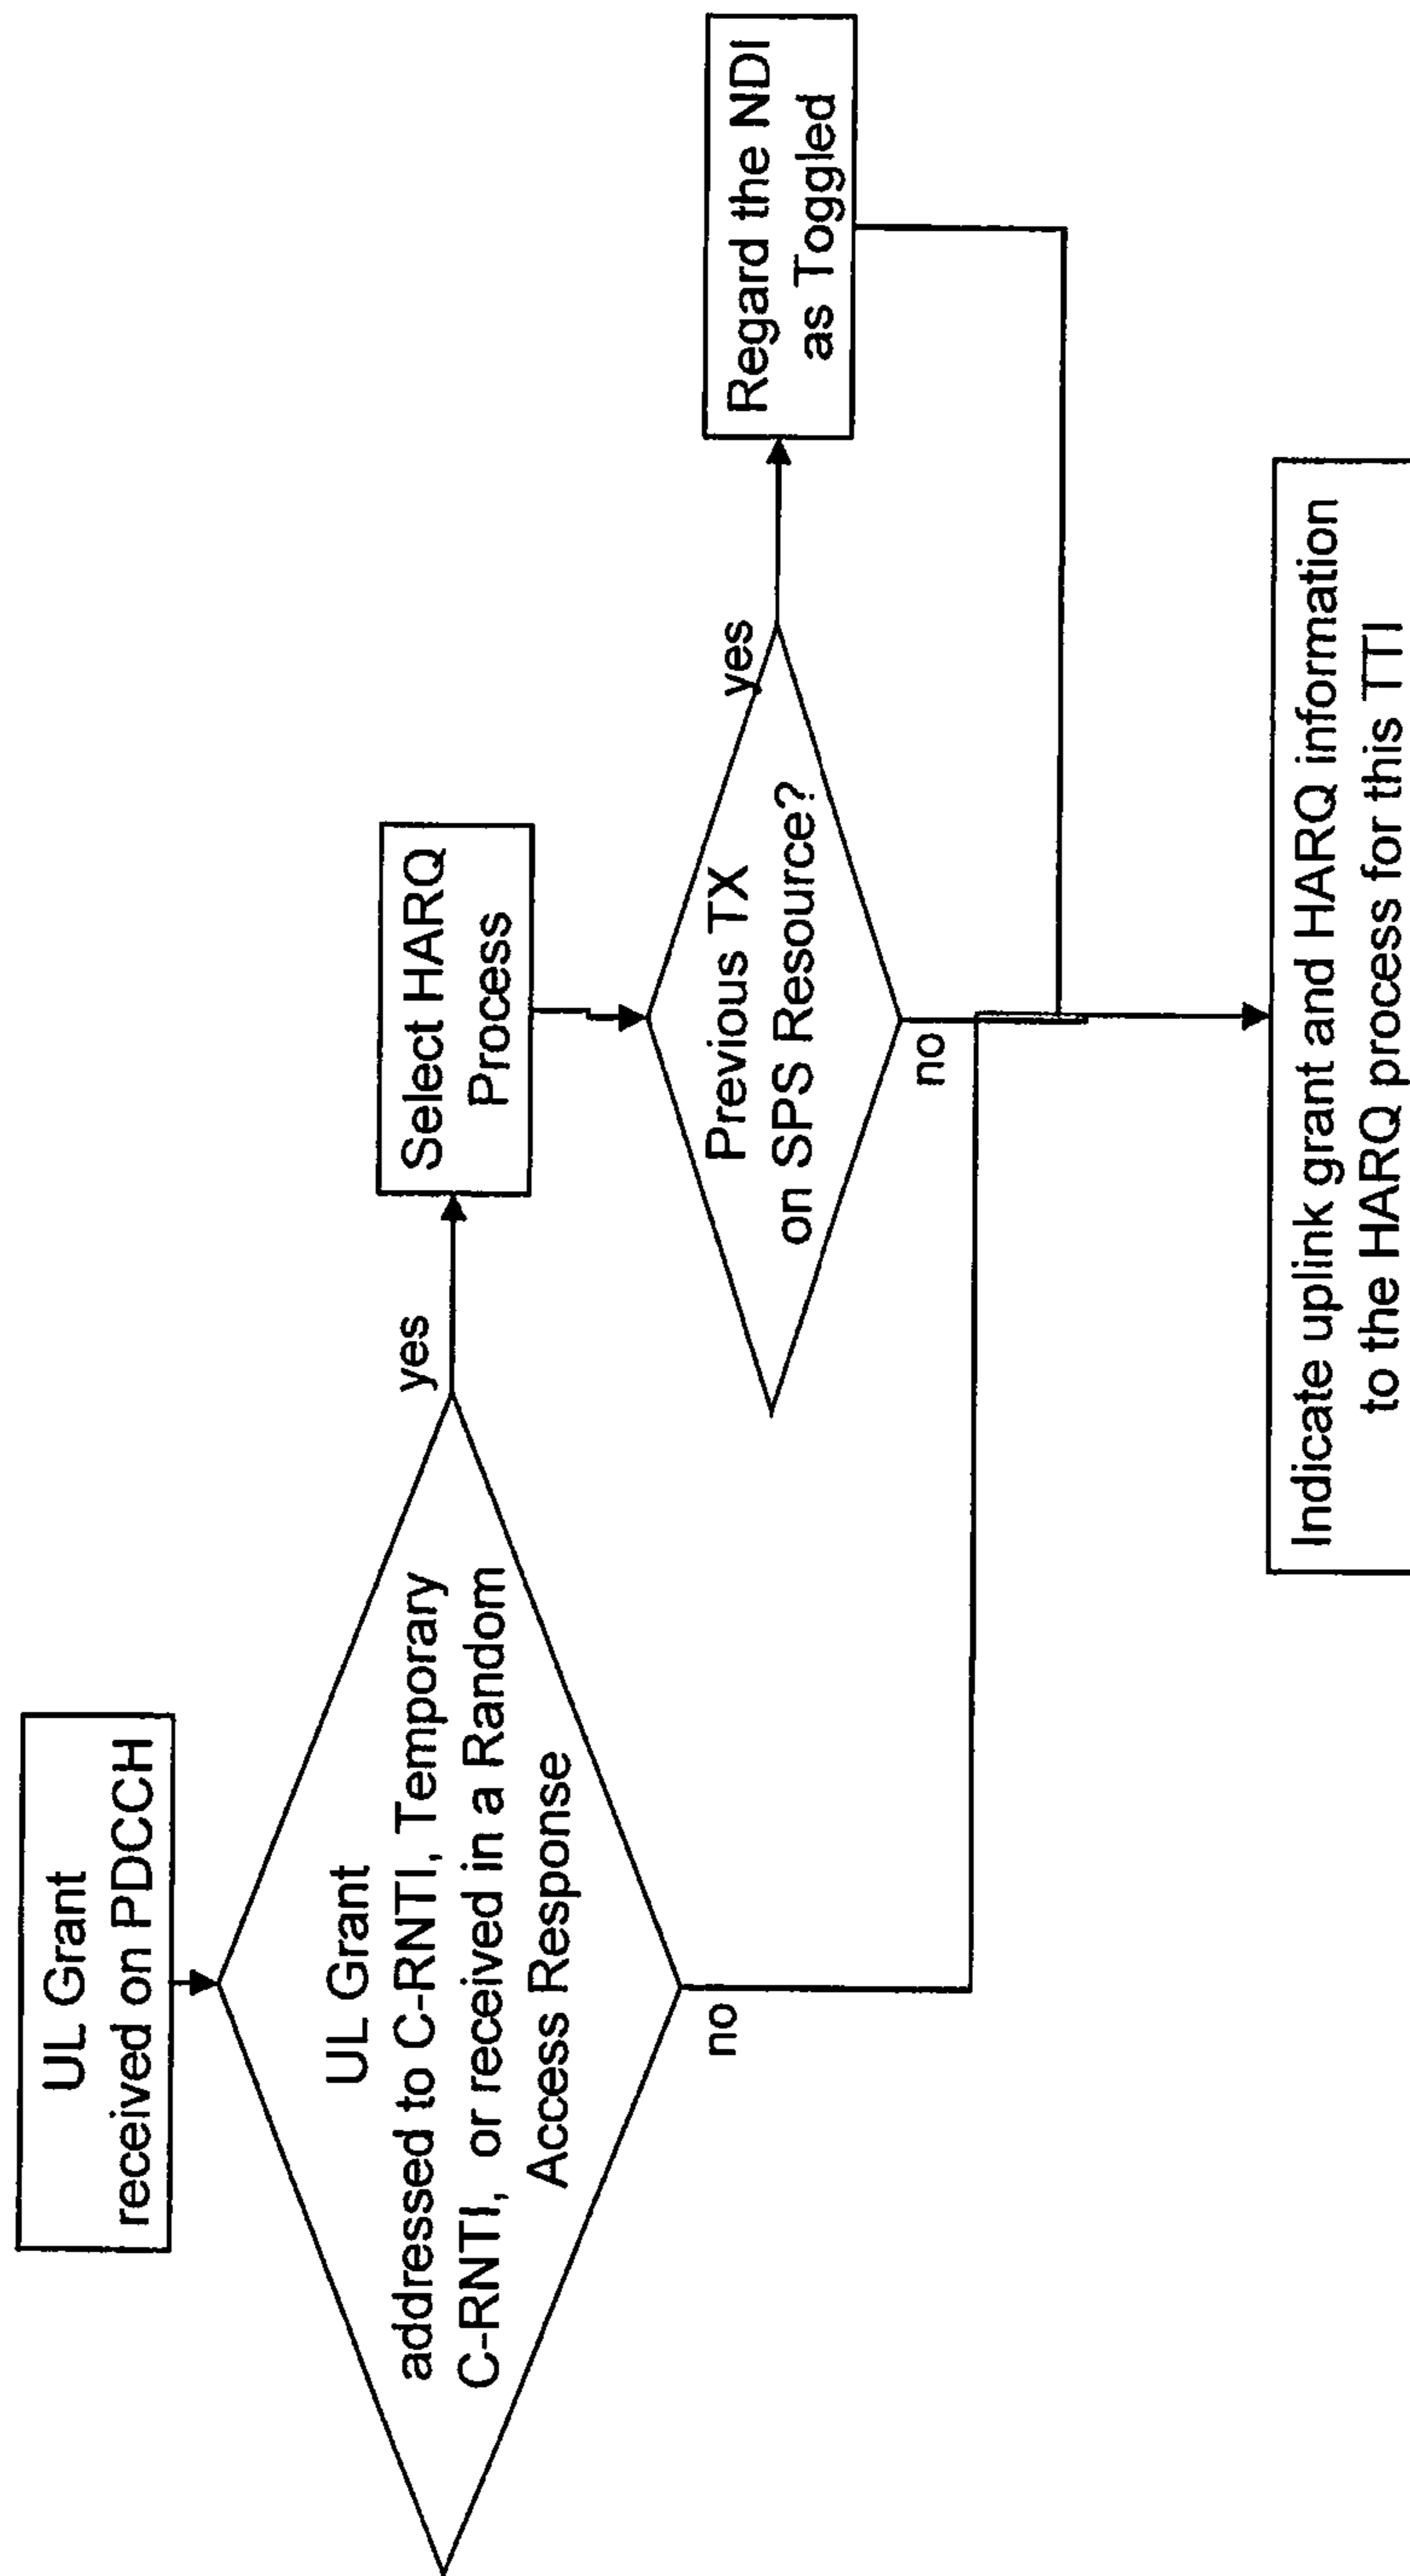 UL Grant
received on PDCCH
UL Grant
addressed to C-RNTI, Temporary
C-RNTI, or received in a Random
Access Response
yes
no
Select HARQ
Process
Previous TX
on SPS Resource?
yes
no
Regard the NDI
as Toggled
Indicate uplink grant and HARQ information
to the HARQ process for this TTI